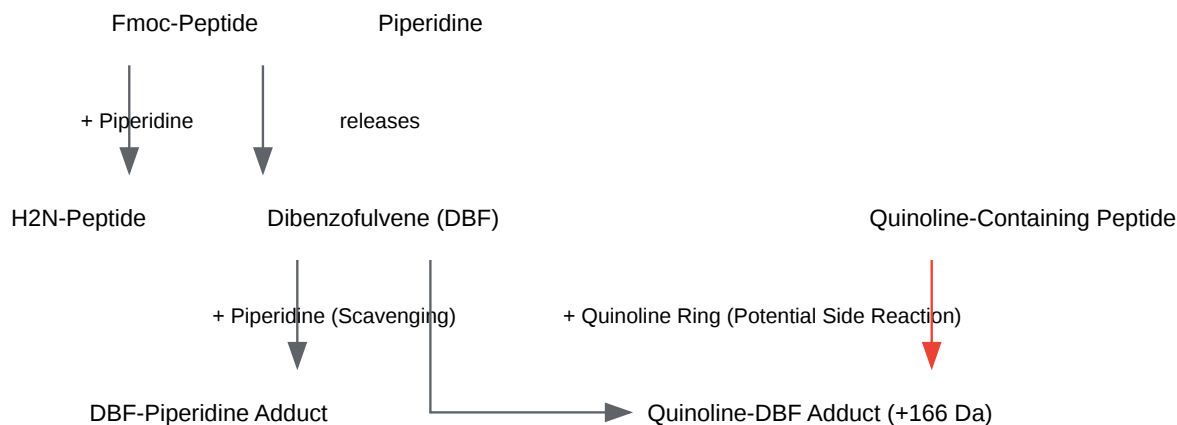 Fmoc-Peptide
Piperidine
+ Piperidine
releases
H2N-Peptide
Dibenzofulvene (DBF)
Quinoline-Containing Peptide
+ Piperidine (Scavenging)
+ Quinoline Ring (Potential Side Reaction)
DBF-Piperidine Adduct
Quinoline-DBF Adduct (+166 Da)